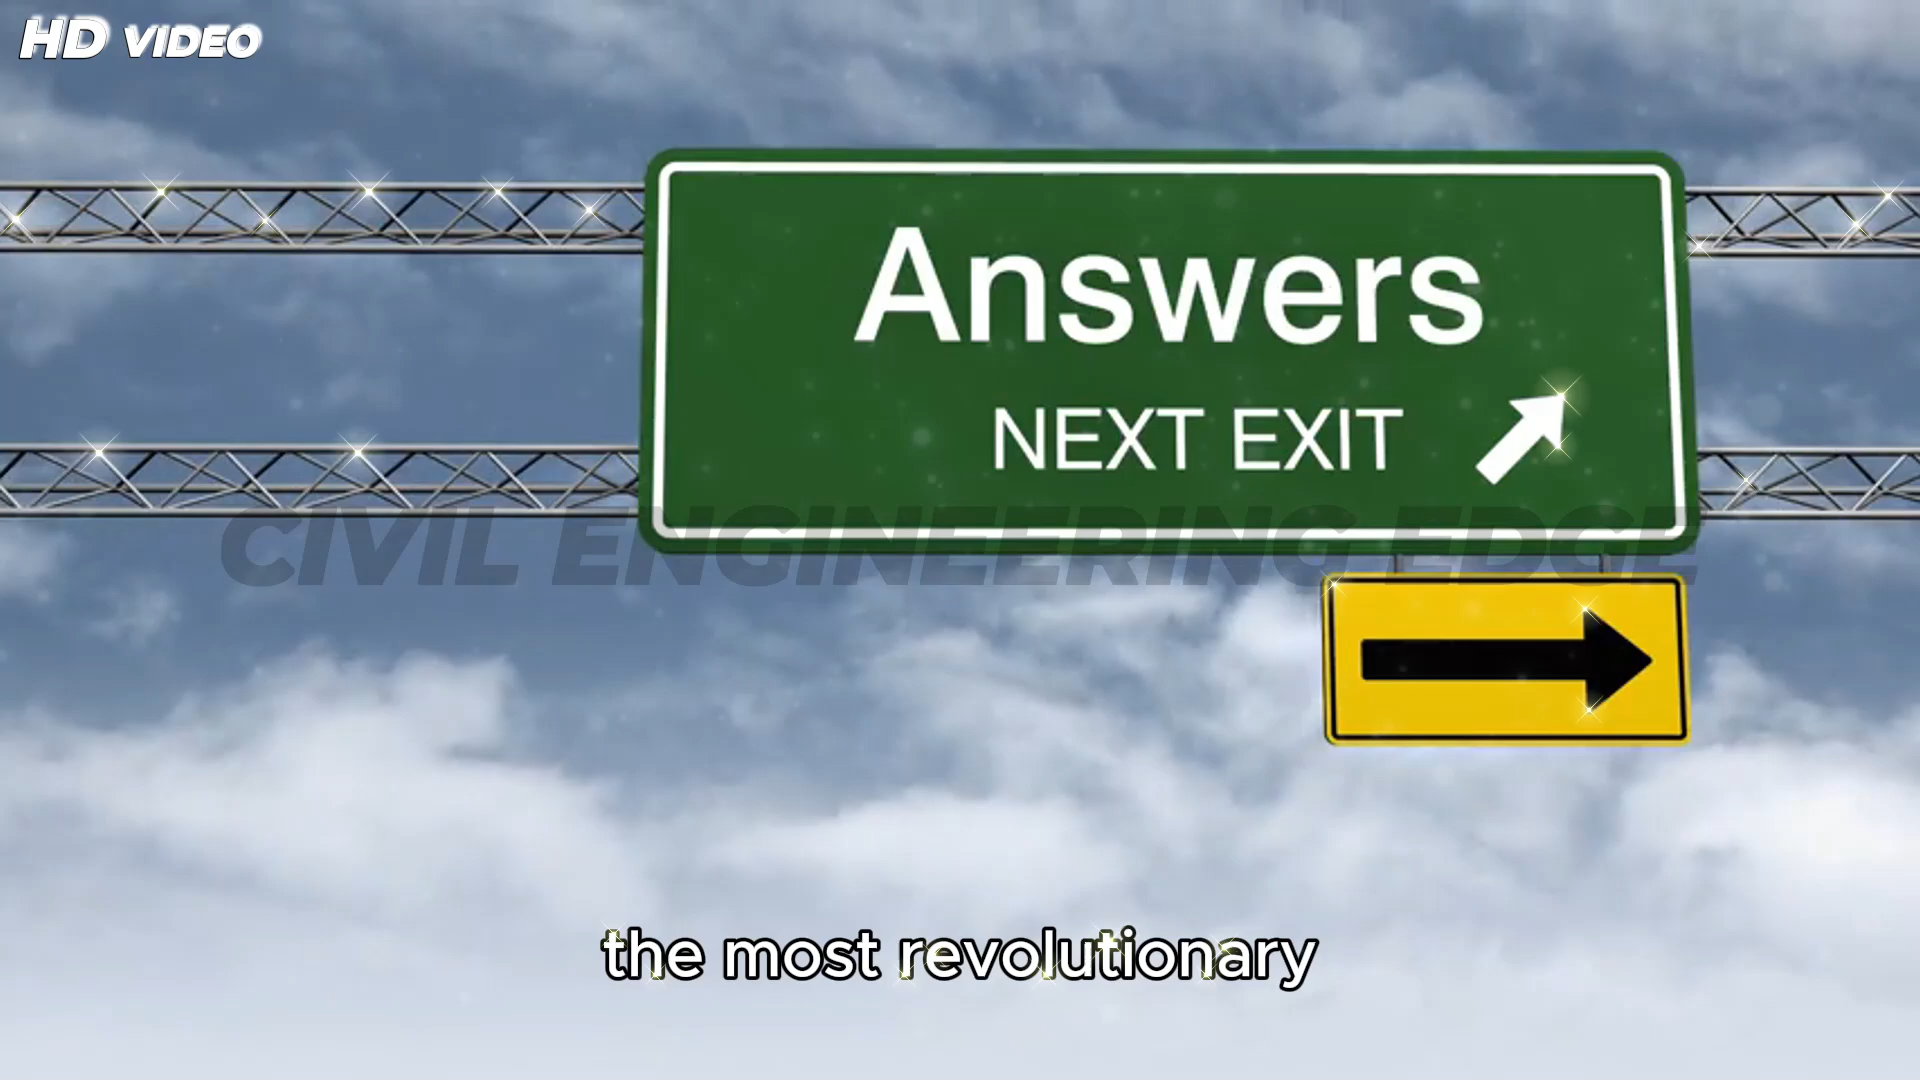 HD VIDEO
Answers
NEXT EXIT
CIVIL ENGINEERING EDGE
the most revolutionary